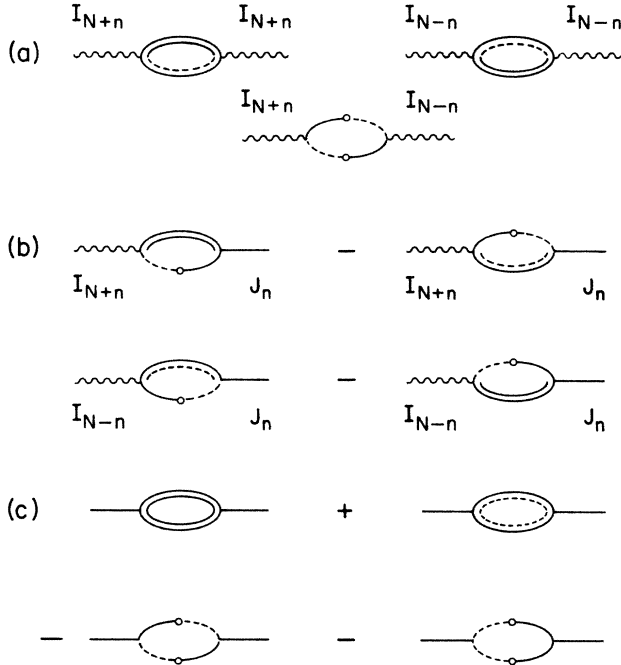 (a) I_{N+n} I_{N+n} I_{N-n} I_{N-n}
I_{N+n} I_{N-n}
(b) −
I_{N+n} J_n I_{N+n} J_n
−
I_{N-n} J_n I_{N-n} J_n
(c) +
− −